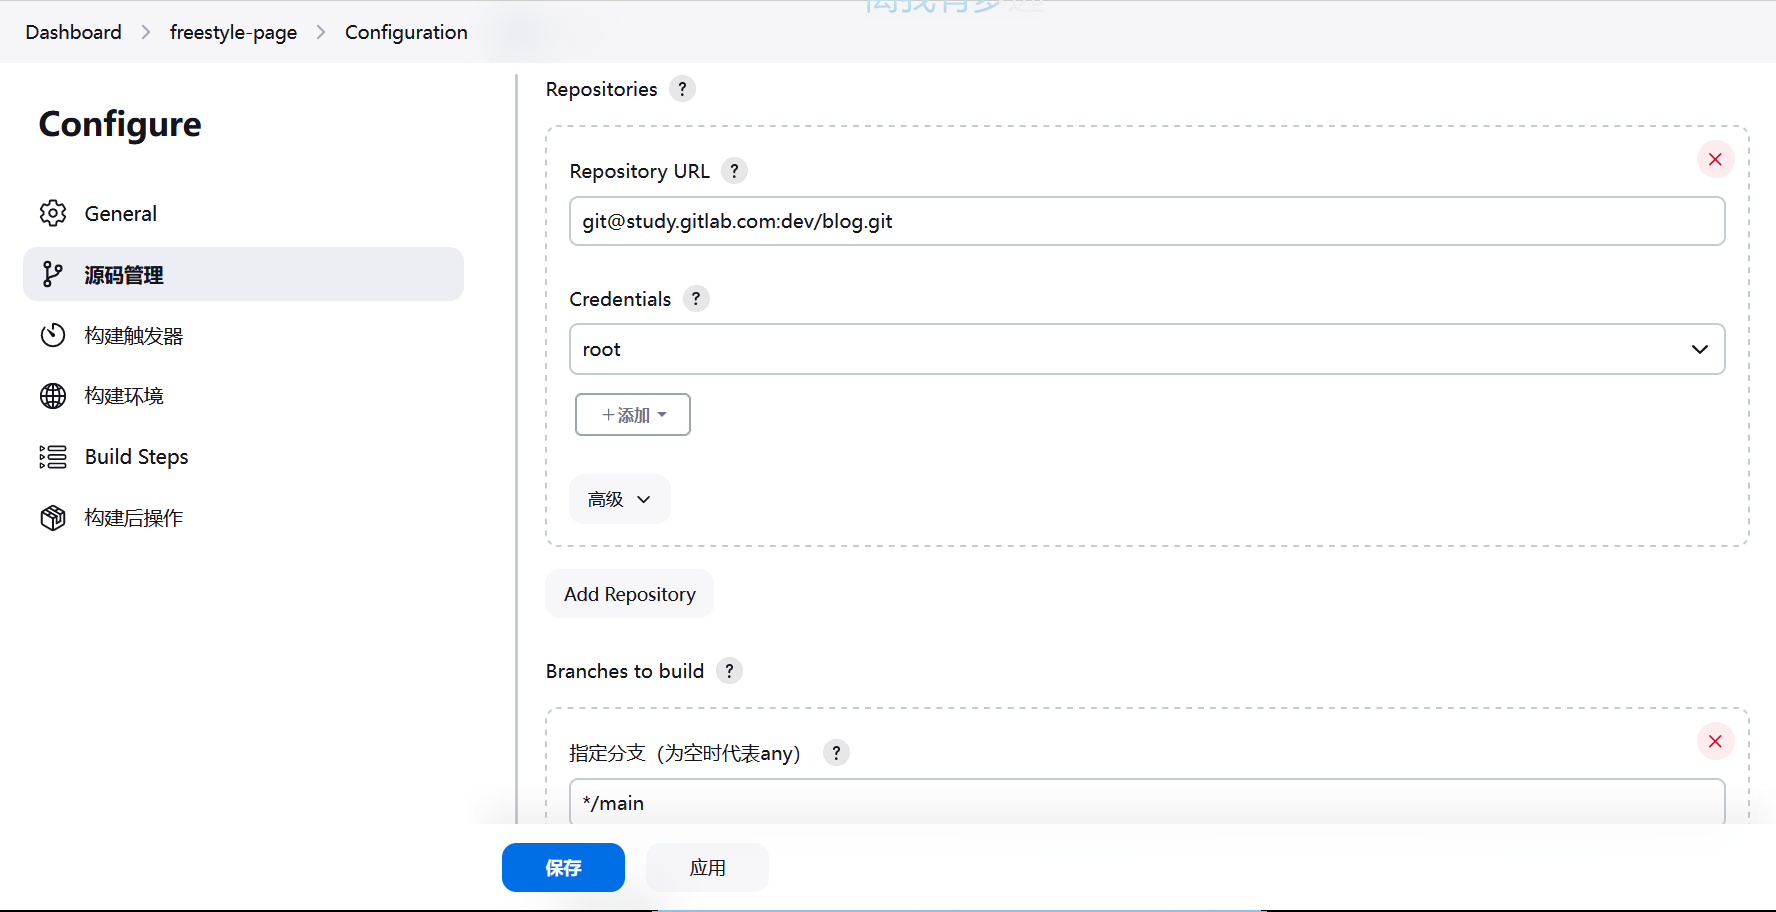 Dashboard > freestyle-page > Configuration
Configure
General
源码管理
构建触发器
构建环境
Build Steps
构建后操作
Repositories ?
Repository URL ?
git@study.gitlab.com:dev/blog.git
Credentials ?
root
+添加
高级
Add Repository
Branches to build ?
指定分支（为空时代表any） ?
*/main
保存
应用